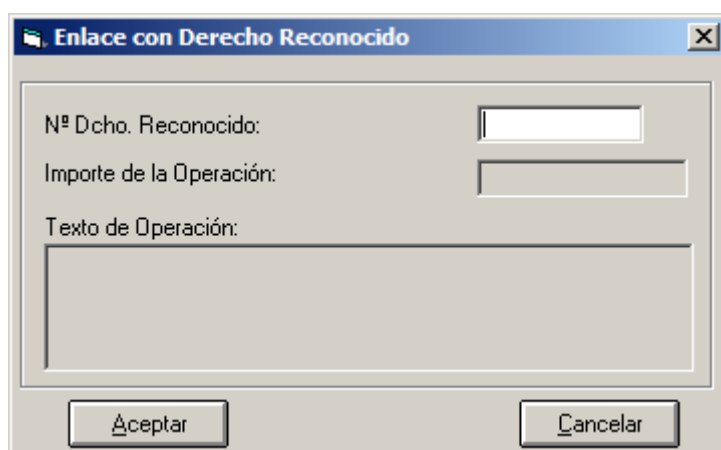 Enlace con Derecho Reconocido
Nº Dcho. Reconocido:
Importe de la Operación:
Texto de Operación:
Aceptar Cancelar